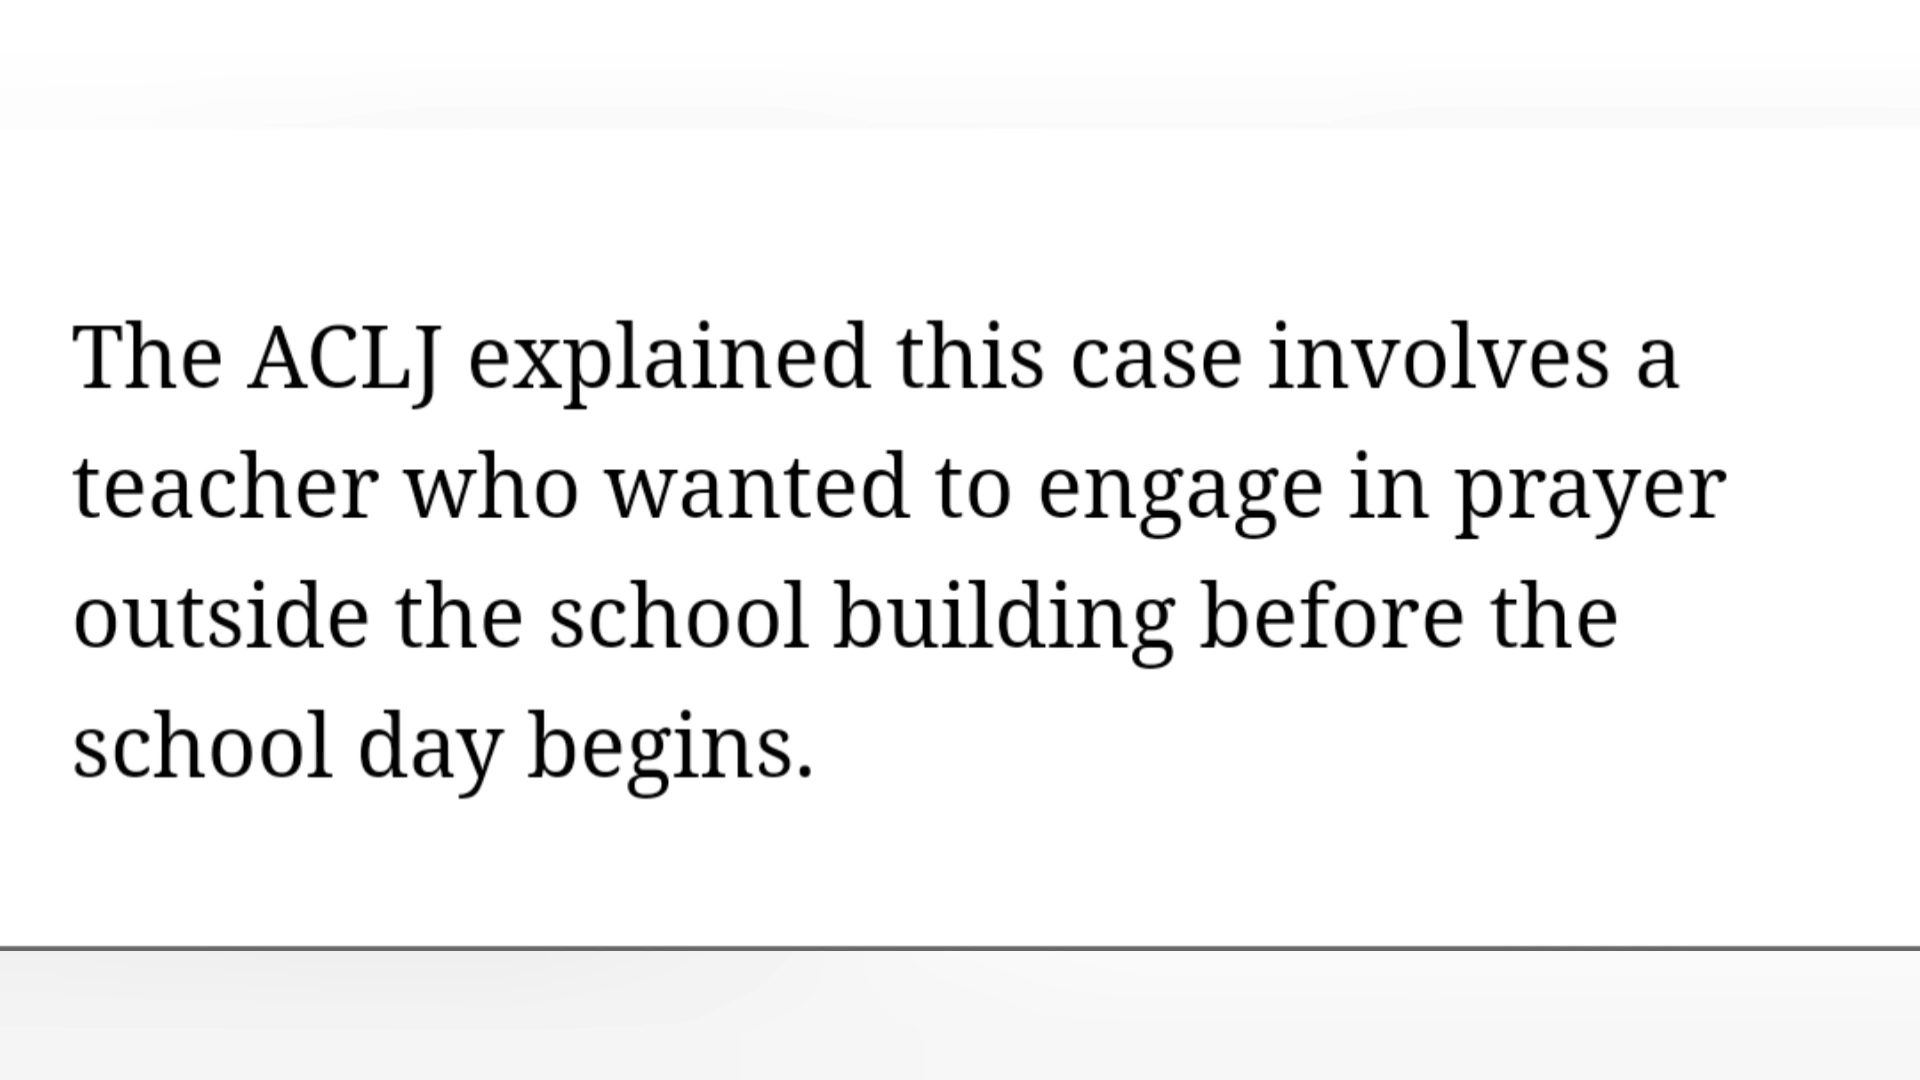 The ACLJ explained this case involves a
teacher who wanted to engage in prayer
outside the school building before the
school day begins.